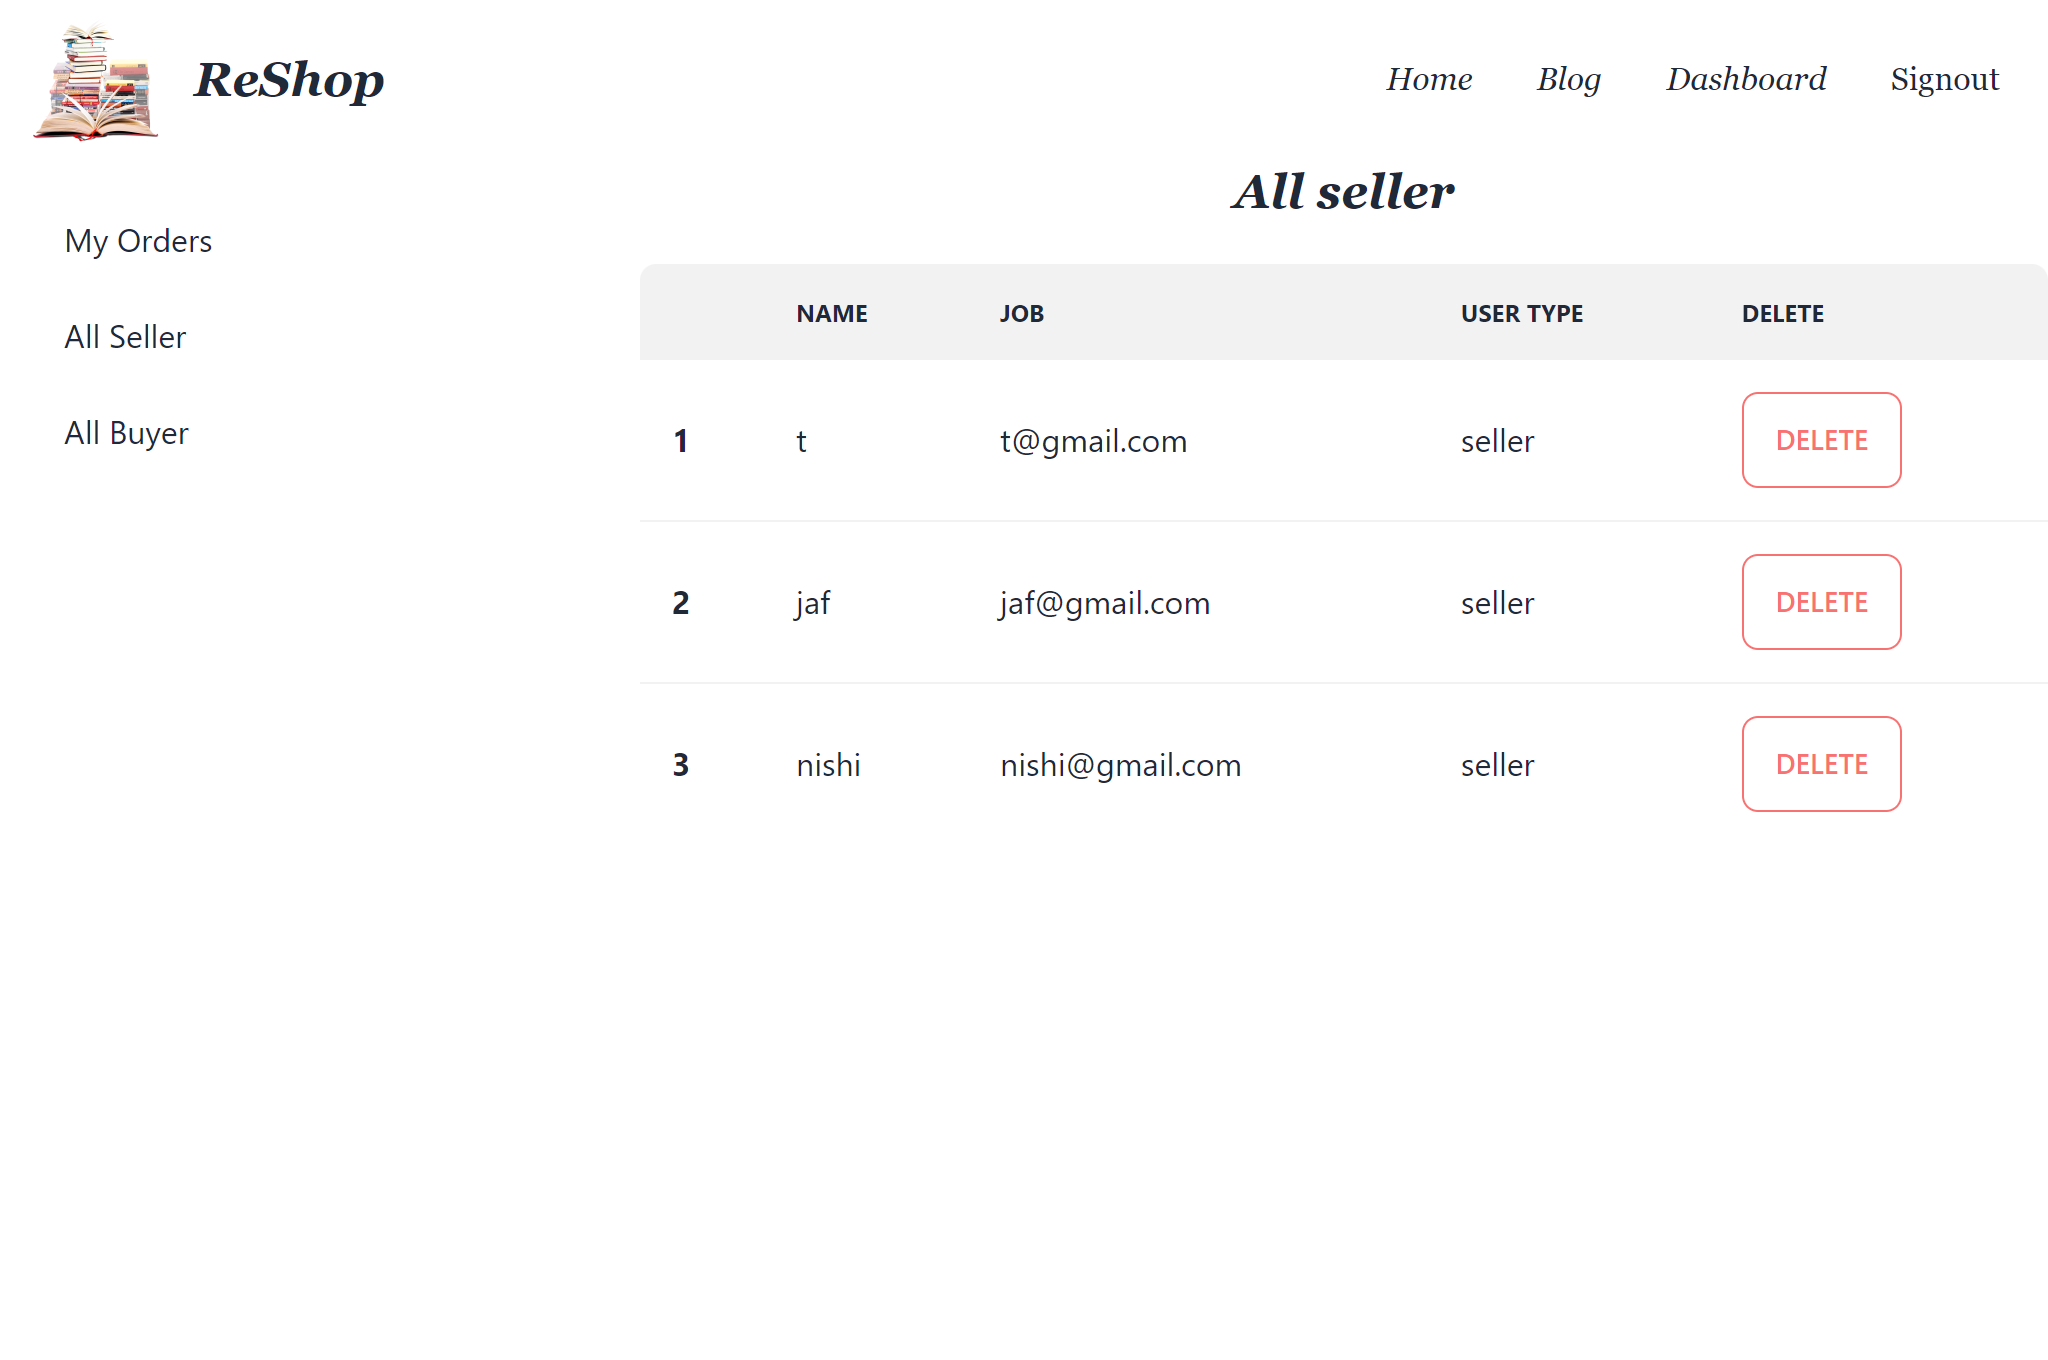 ReShop
Home Blog Dashboard Signout
My Orders
All Seller
All Buyer
All seller
NAME JOB USER TYPE DELETE
1 t t@gmail.com seller DELETE
2 jaf jaf@gmail.com seller DELETE
3 nishi nishi@gmail.com seller DELETE